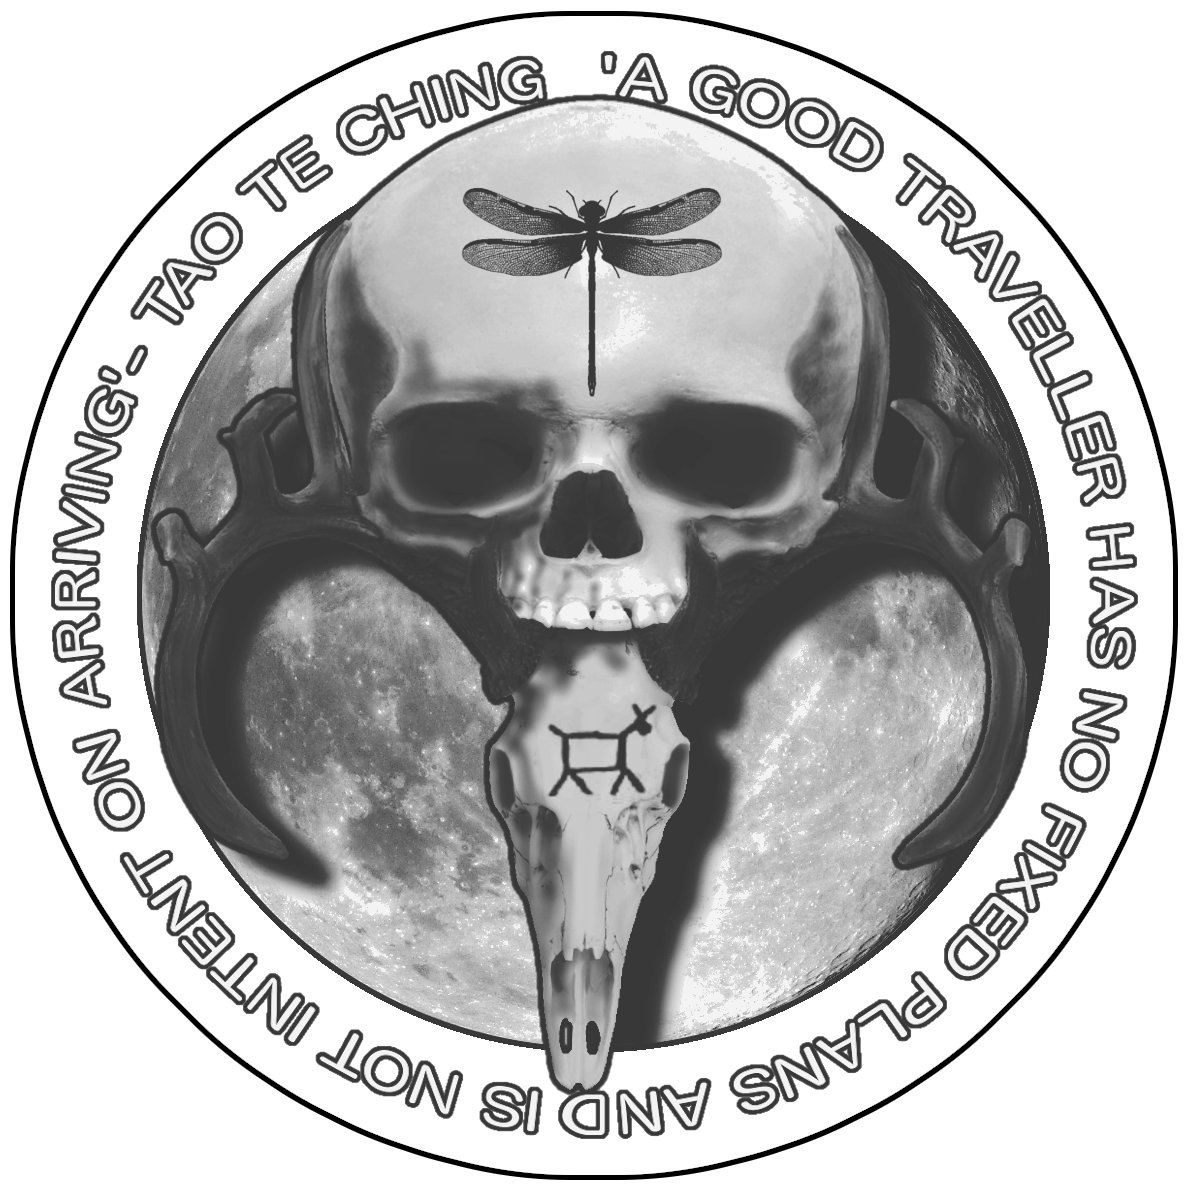 'A GOOD TRAVELLER HAS NO FIXED PLANS AND IS NOT INTENT ON ARRIVING'- TAO TE CHING